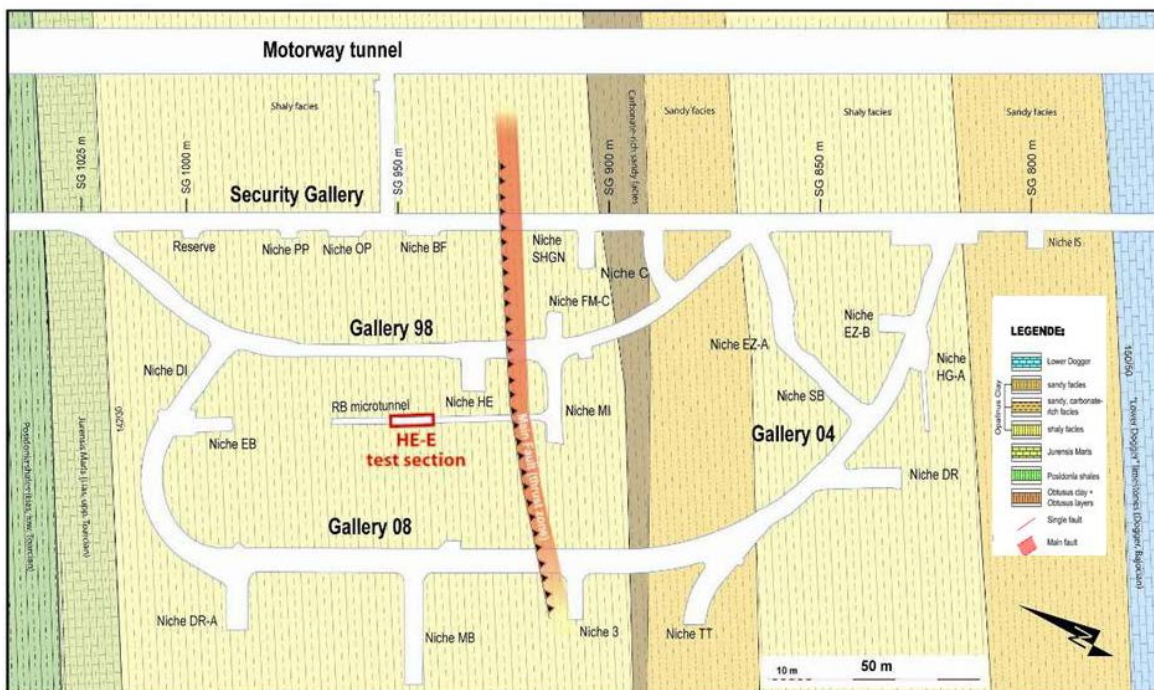 Motorway tunnel
Shaly facies
Carbonate-rich sandy facies
Sandy facies
Shaly facies
Sandy facies
SG 1025 m
SG 1000 m
SG 950 m
SG 900 m
SG 850 m
SG 800 m
Security Gallery
Reserve
Niche PP
Niche OP
Niche BF
Niche
SHGN
Niche C
Niche IS
Niche FM-C
Gallery 98
Niche EZ-A
Niche
EZ-B
Niche
HG-A
Niche DI
Niche HE
Niche MI
Niche SB
RB microtunnel
HE-E
test section
Niche EB
Gallery 04
Niche DR
Gallery 08
Niche DR-A
Niche MB
Niche 3
Niche TT
LEGENDE:
Lower Dogger
sandy facies
sandy, carbonate-
rich facies
shaly facies
Opalinus Clay
Jurensis Marls
Posidonia shales
Obtusus clay +
Obtusus layers
Single fault
Main fault
N
10 m
50 m